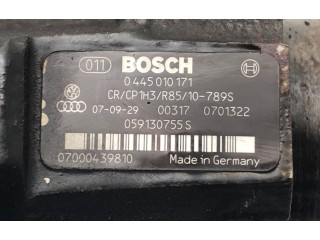 011 BOSCH
0 445 010 171
CR/CP1H3/R85/10-789S
07-09-29 00317 0701322
059130755 S
07000439810 Made in Germany